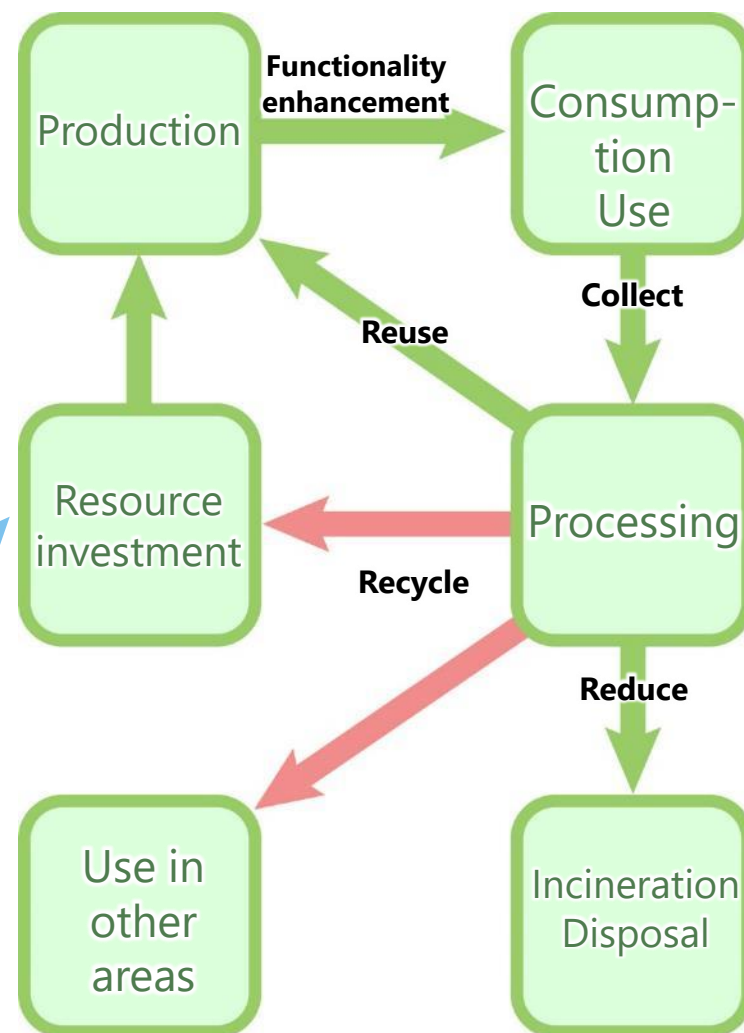 Functionality
enhancement
Production
Consump-
tion
Use
Collect
Reuse
Resource
investment
Processing
Recycle
Reduce
Use in
other
areas
Incineration
Disposal